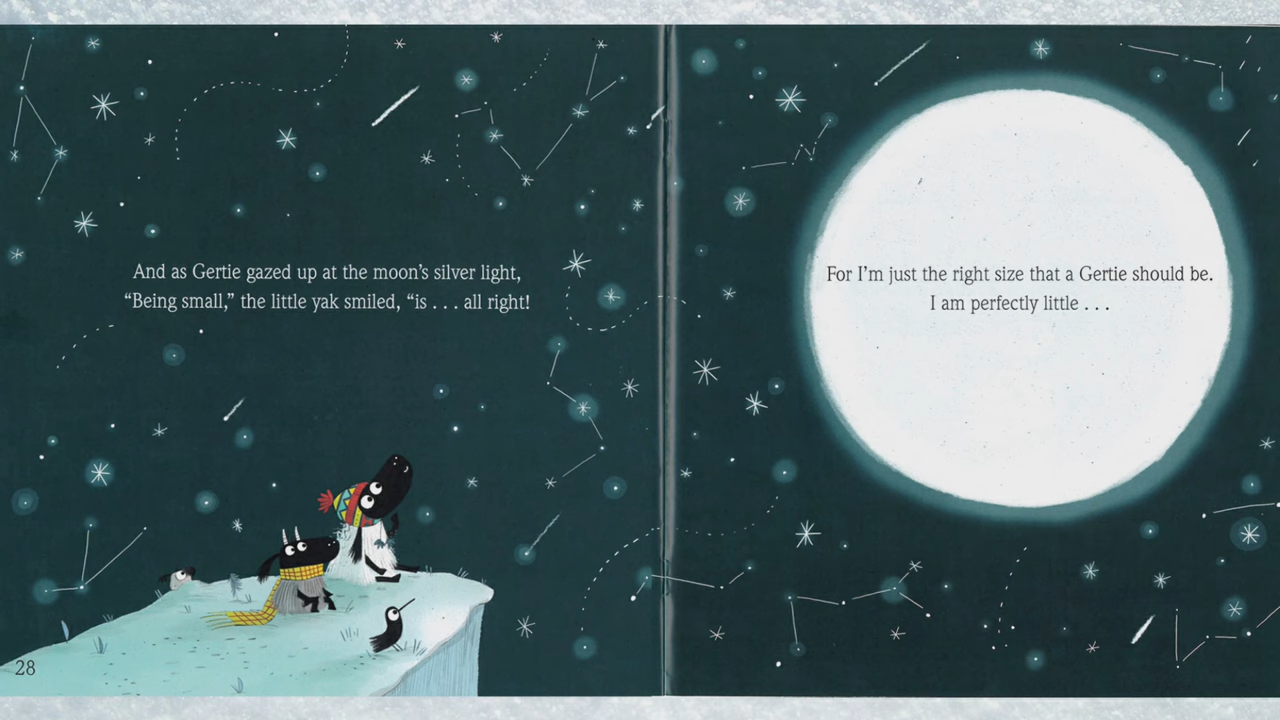 And as Gertie gazed up at the moon’s silver light,
“Being small,” the little yak smiled, “is . . . all right!
For I’m just the right size that a Gertie should be.
I am perfectly little . . .
28